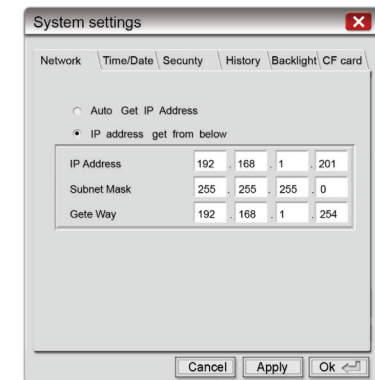 System settings
Network Time/Date Securnty History Backlight CF card
Auto Get IP Address
IP address get from below
IP Address 192 . 168 . 1 . 201
Subnet Mask 255 . 255 . 255 . 0
Gete Way 192 . 168 . 1 . 254
Cancel Apply Ok